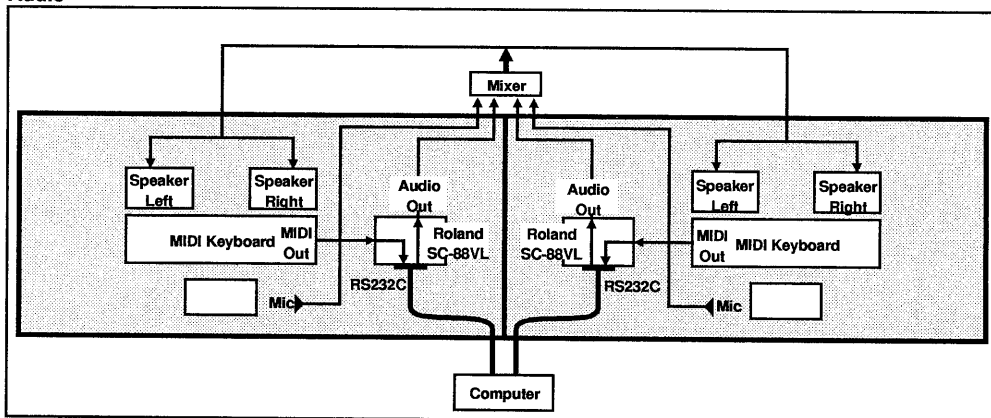 Mixer
Speaker
Left
Speaker
Right
Audio
Out
MIDI Keyboard
MIDI
Out
Roland
SC-88VL
RS232C
Mic
Audio
Out
Speaker
Left
Speaker
Right
Roland
SC-88VL
MIDI
Out
MIDI Keyboard
RS232C
Mic
Computer